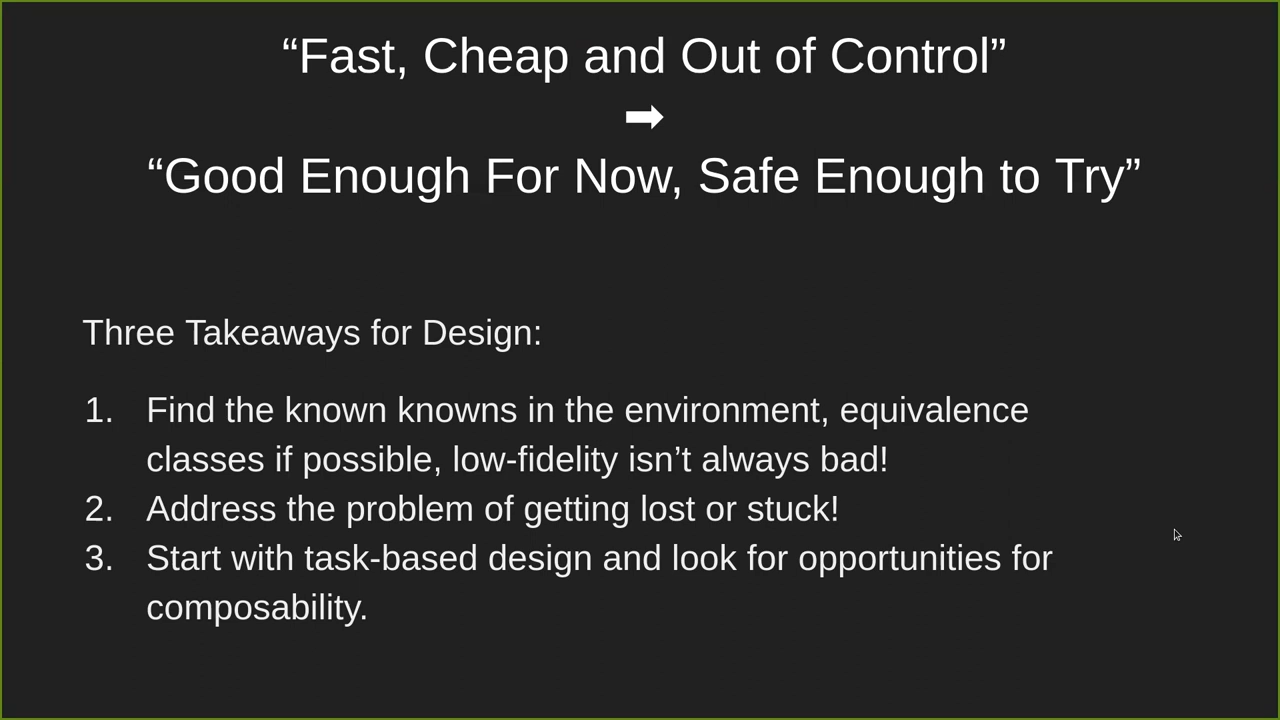 “Fast, Cheap and Out of Control”
➡
“Good Enough For Now, Safe Enough to Try”
Three Takeaways for Design:
1. Find the known knowns in the environment, equivalence
classes if possible, low-fidelity isn’t always bad!
2. Address the problem of getting lost or stuck!
3. Start with task-based design and look for opportunities for
composability.